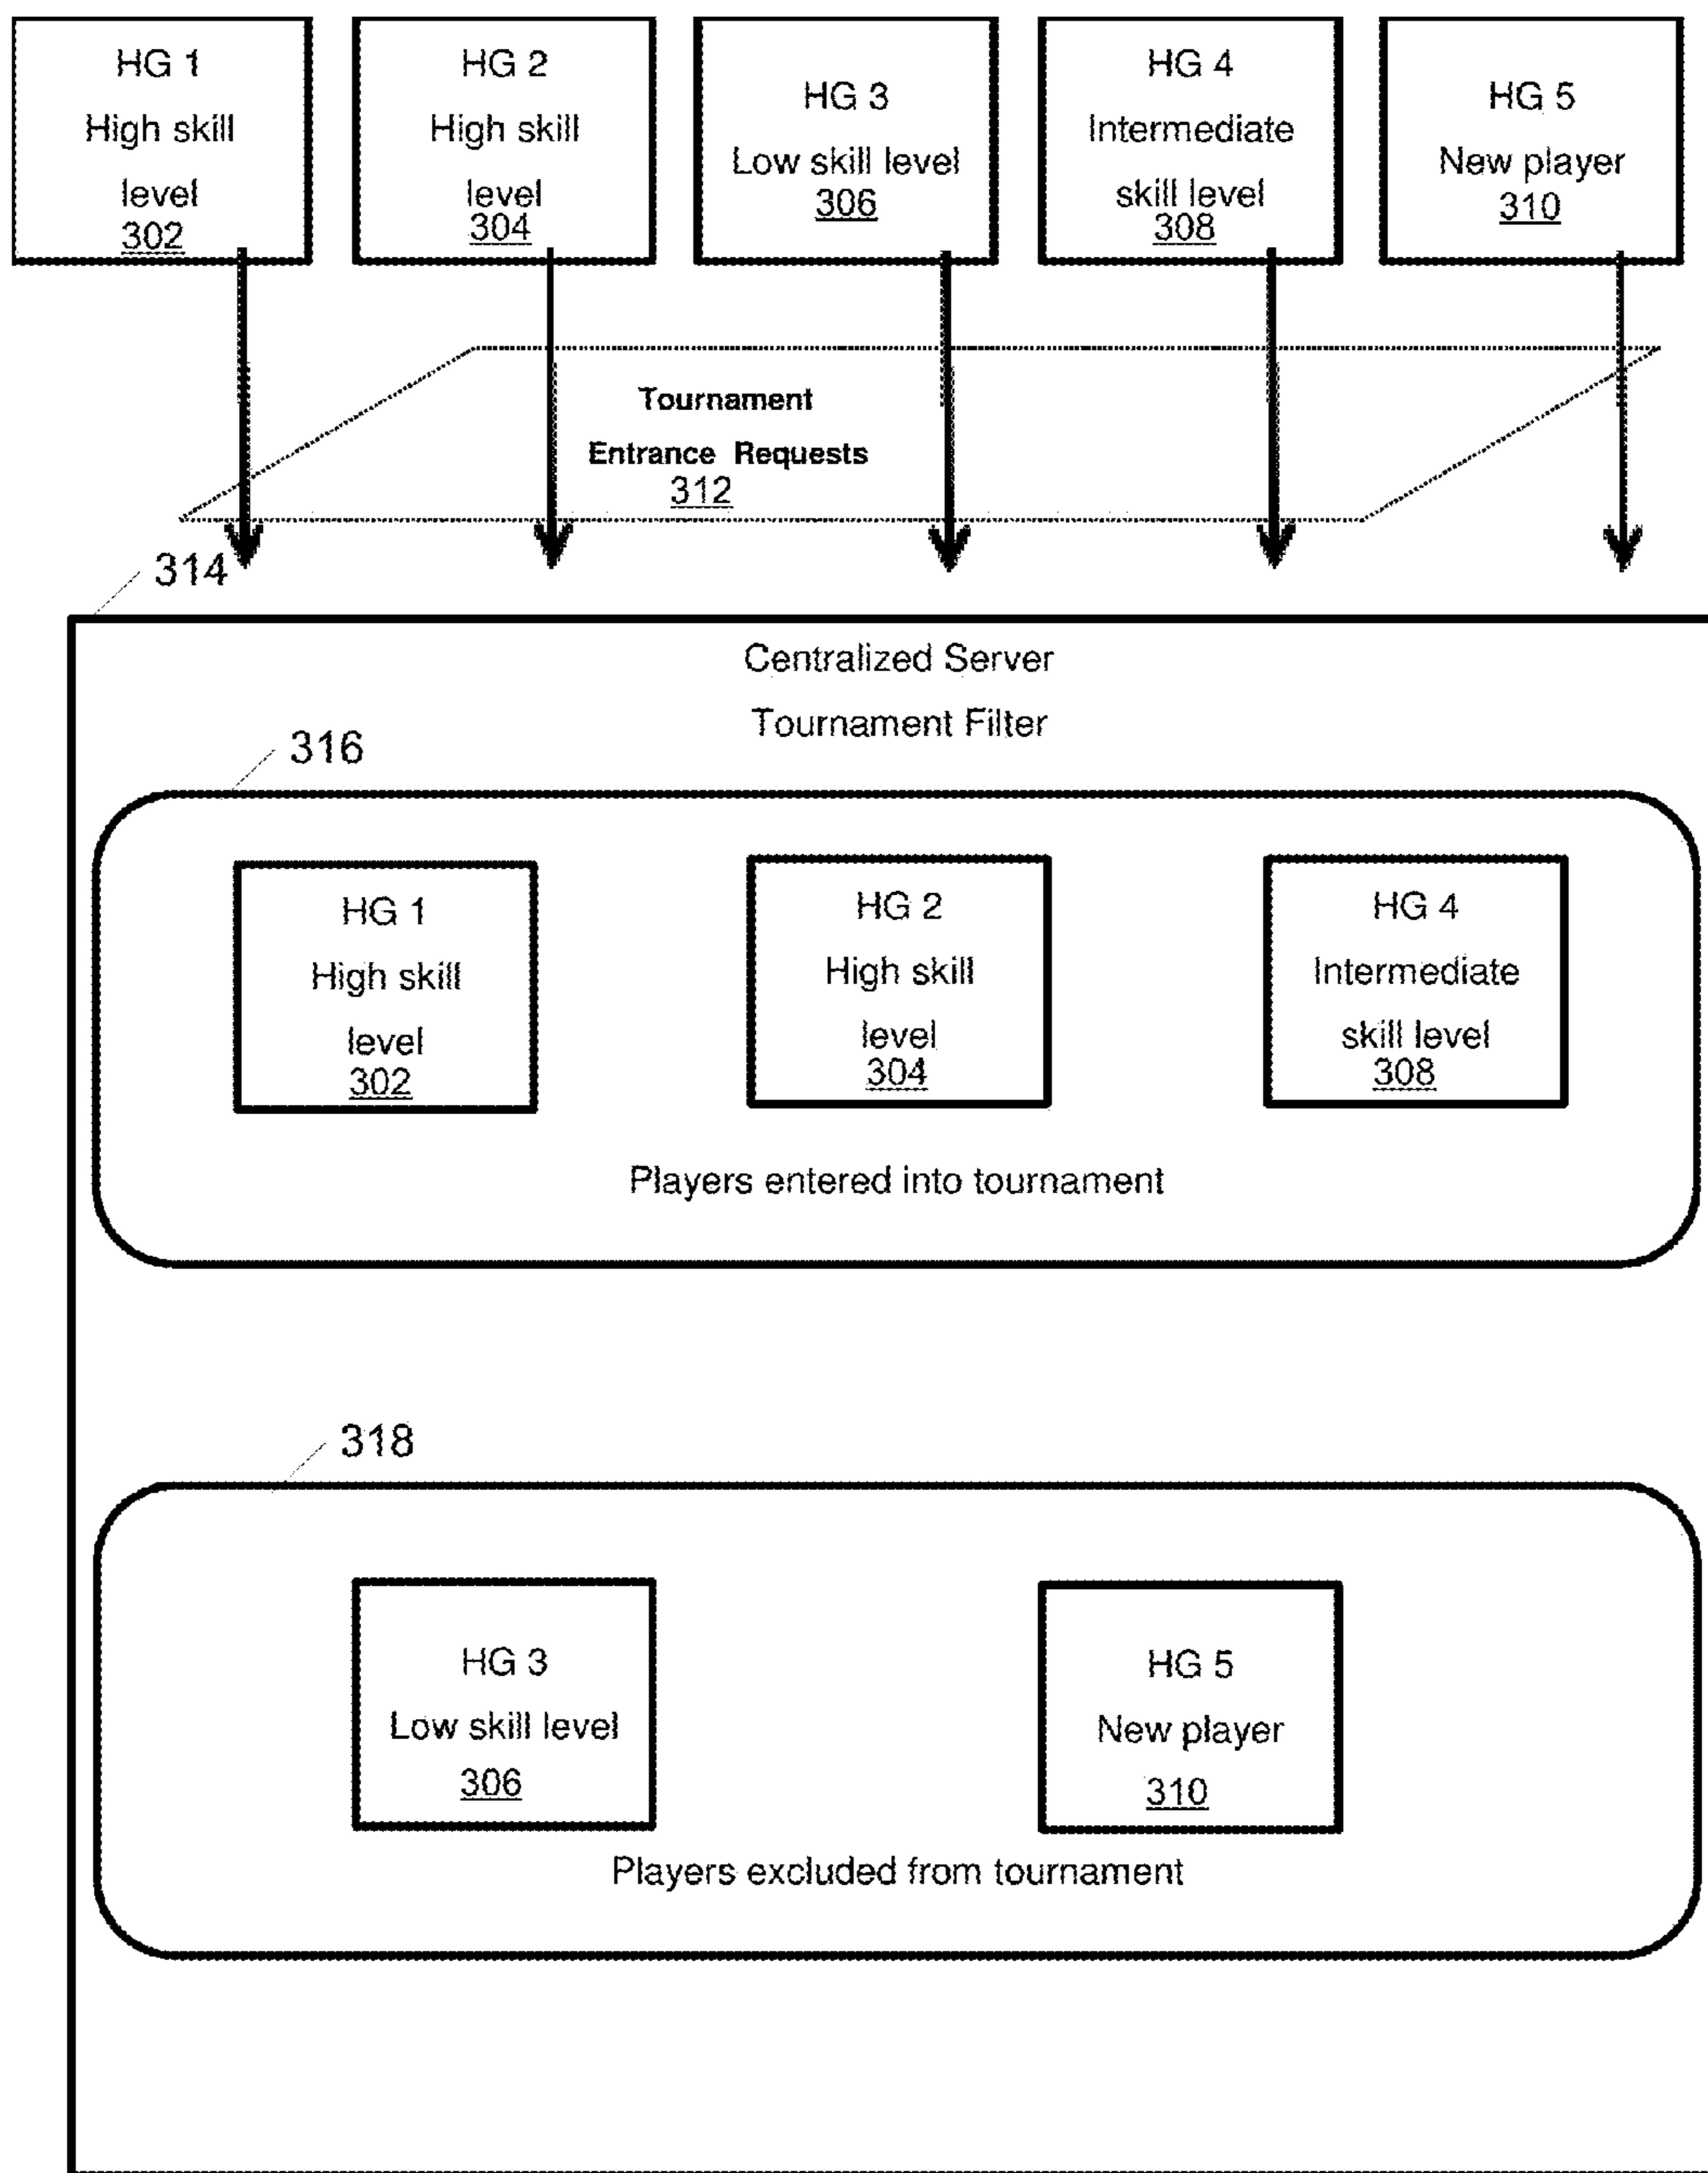 HG 1
High skill
level
302
HG 2
High skill
level
304
HG 3
Low skill level
306
HG 4
Intermediate
skill level
308
HG 5
New player
310
Tournament
Entrance Requests
312
314
Centralized Server
Tournament Filter
316
HG 1
High skill
level
302
HG 2
High skill
level
304
HG 4
Intermediate
skill level
308
Players entered into tournament
318
HG 3
Low skill level
306
HG 5
New player
310
Players excluded from tournament